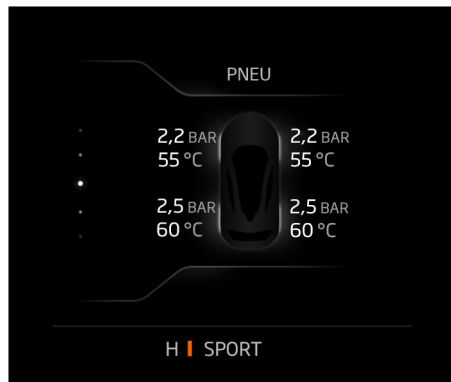 PNEU
2,2 BAR 2,2 BAR
55 °C 55 °C
2,5 BAR 2,5 BAR
60 °C 60 °C
H SPORT